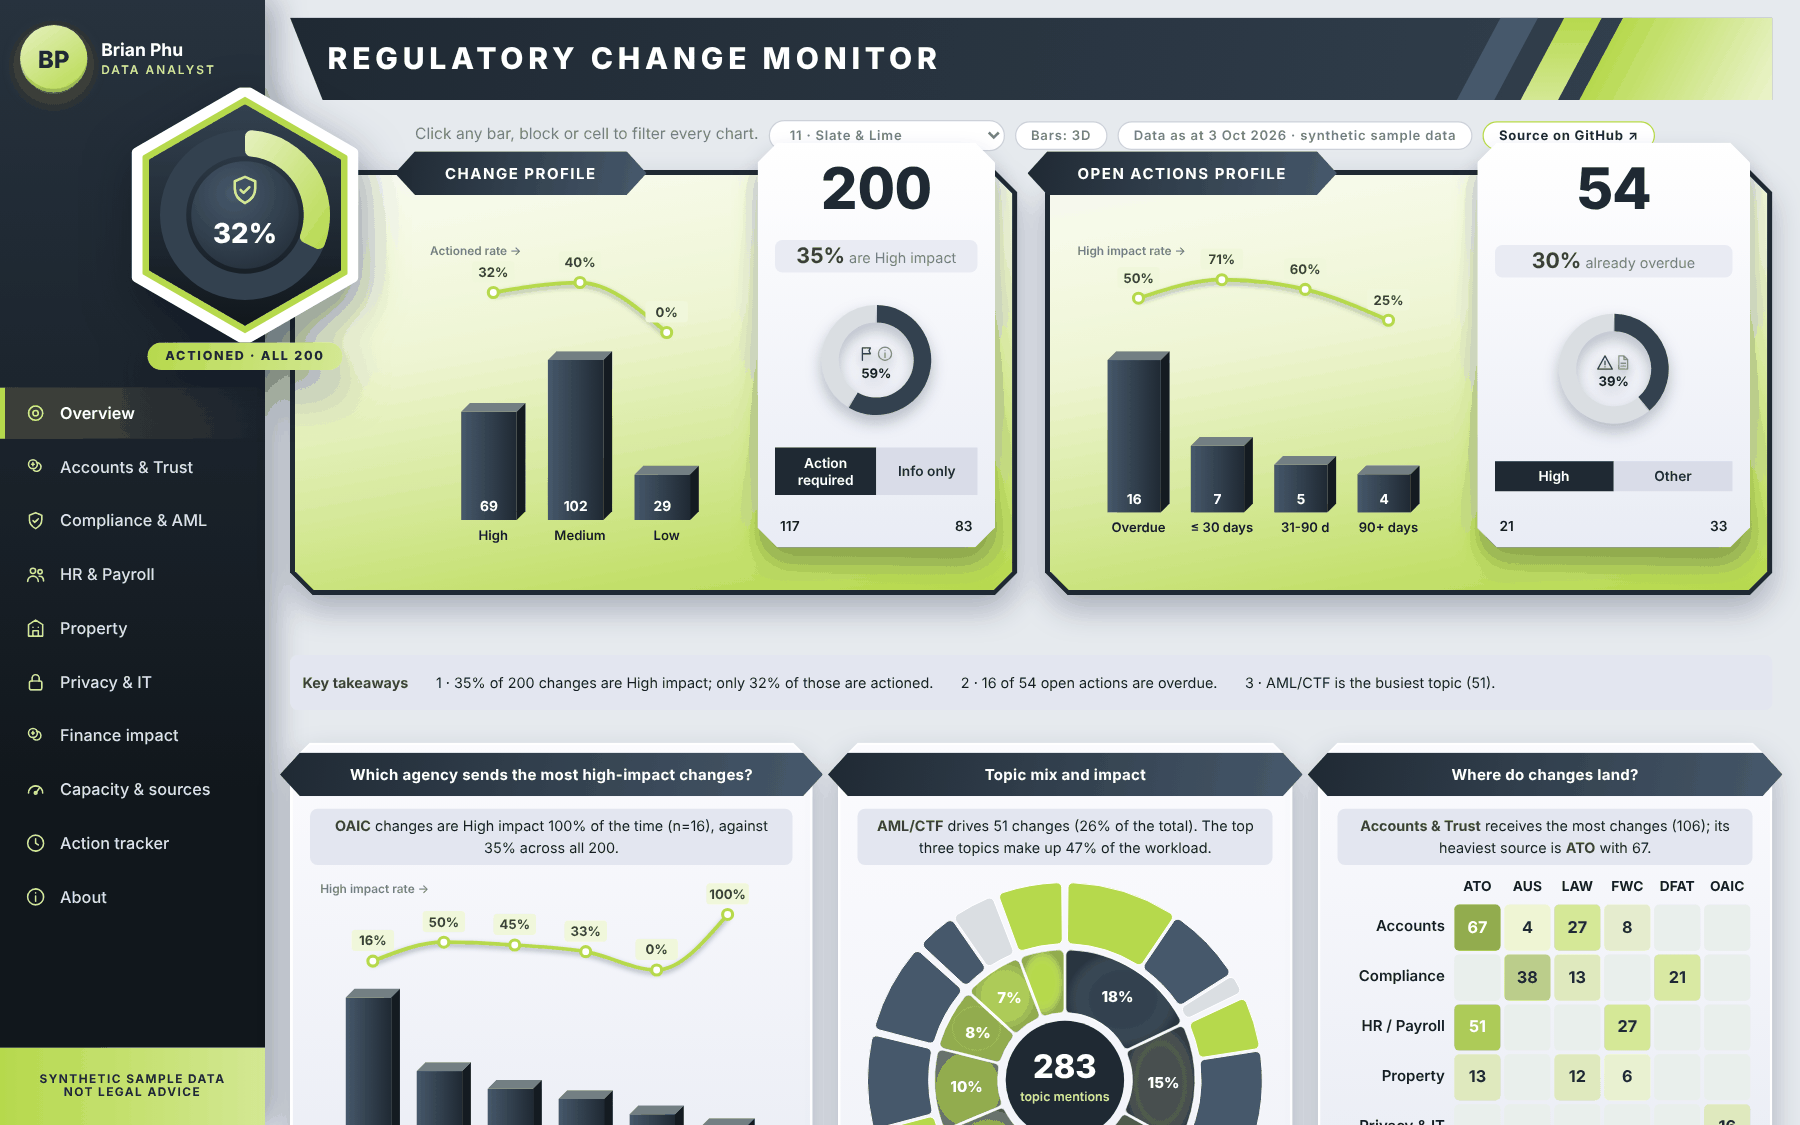 BP
Brian Phu
DATA ANALYST
32%
ACTIONED · ALL 200
Overview
Accounts & Trust
Compliance & AML
HR & Payroll
Property
Privacy & IT
Finance impact
Capacity & sources
Action tracker
About
SYNTHETIC SAMPLE DATA
NOT LEGAL ADVICE
REGULATORY CHANGE MONITOR
Click any bar, block or cell to filter every chart.
11 · Slate & Lime
Bars: 3D
Data as at 3 Oct 2026 · synthetic sample data
Source on GitHub ↗
CHANGE PROFILE
Actioned rate →
32%
40%
0%
69
102
29
High
Medium
Low
200
35% are High impact
59%
Action required
Info only
117
83
OPEN ACTIONS PROFILE
High impact rate →
50%
71%
60%
25%
16
7
5
4
Overdue
≤ 30 days
31-90 d
90+ days
54
30% already overdue
39%
High
Other
21
33
Key takeaways
1 · 35% of 200 changes are High impact; only 32% of those are actioned.
2 · 16 of 54 open actions are overdue.
3 · AML/CTF is the busiest topic (51).
Which agency sends the most high-impact changes?
OAIC changes are High impact 100% of the time (n=16), against
35% across all 200.
High impact rate →
16%
50%
45%
33%
0%
100%
Topic mix and impact
AML/CTF drives 51 changes (26% of the total). The top
three topics make up 47% of the workload.
7%
18%
8%
10%
15%
283
topic mentions
Where do changes land?
Accounts & Trust receives the most changes (106); its
heaviest source is ATO with 67.
ATO AUS LAW FWC DFAT OAIC
Accounts 67 4 27 8
Compliance 38 13 21
HR / Payroll 51 27
Property 13 12 6
Privacy & IT 16